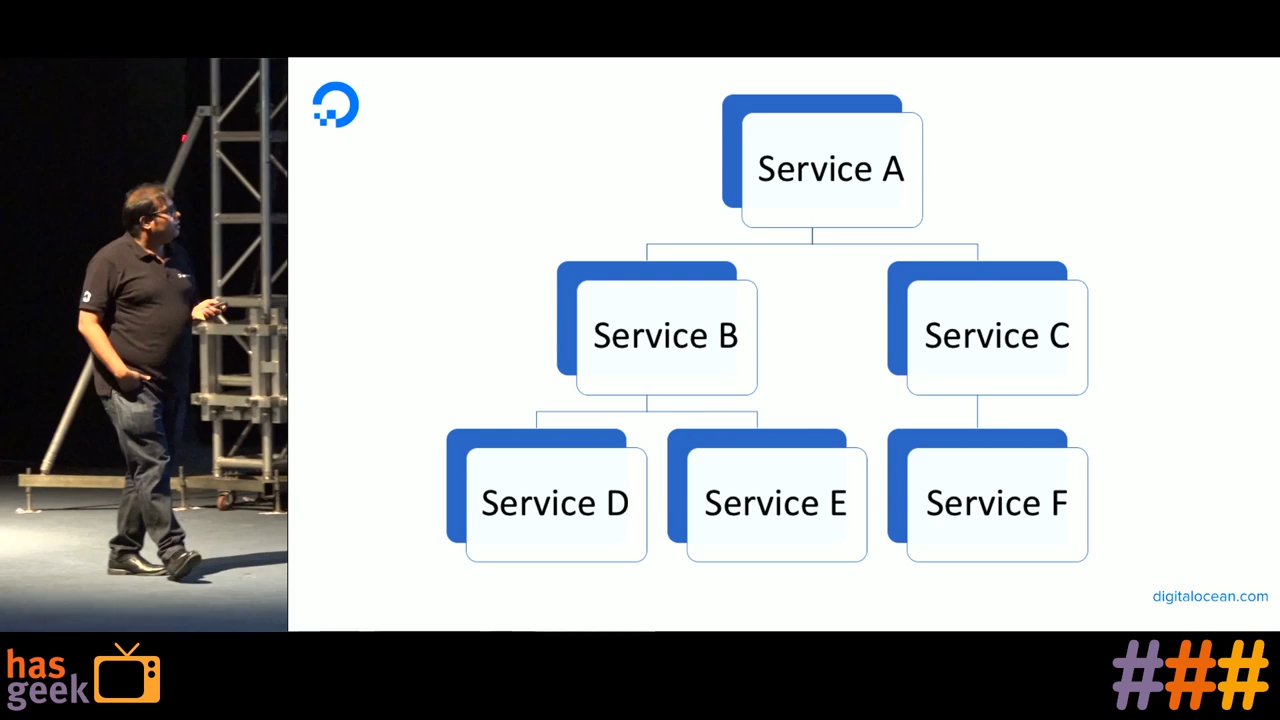 Service A
Service B
Service C
Service D
Service E
Service F
digitalocean.com
has
geek
###